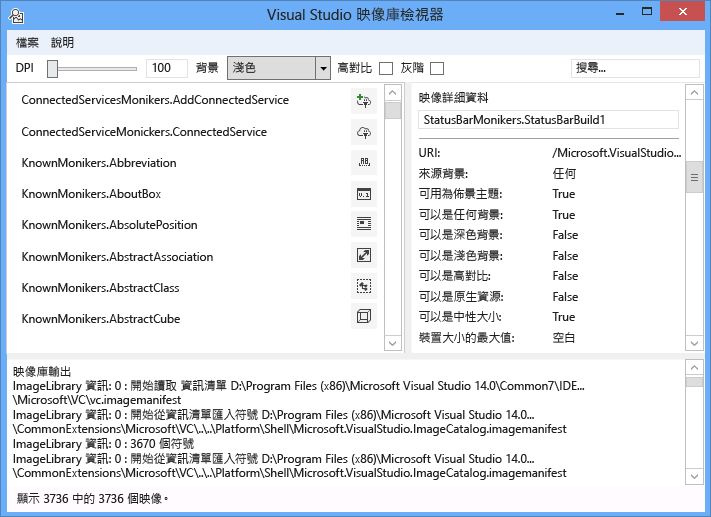 Visual Studio 映像庫檢視器
檔案 說明
DPI 100 背景 淺色 高對比 灰階 搜尋...
ConnectedServicesMonikers.AddConnectedService
ConnectedServiceMonickers.ConnectedService
KnownMonikers.Abbreviation
KnownMonikers.AboutBox
KnownMonikers.AbsolutePosition
KnownMonikers.AbstractAssociation
KnownMonikers.AbstractClass
KnownMonikers.AbstractCube
映像詳細資料
StatusBarMonikers.StatusBarBuild1
URI: /Microsoft.VisualStudio...
來源背景: 任何
可用為佈景主題: True
可以是任何背景: True
可以是深色背景: False
可以是淺色背景: False
可以是高對比: False
可以是原生資源: False
可以是中性大小: True
裝置大小的最大值: 空白
映像庫輸出
ImageLibrary 資訊: 0 : 開始讀取 資訊清單 D:\Program Files (x86)\Microsoft Visual Studio 14.0\Common7\IDE...
\Microsoft\VC\vc.imagemanifest
ImageLibrary 資訊: 0 : 開始從資訊清單匯入符號 D:\Program Files (x86)\Microsoft Visual Studio 14.0...
\CommonExtensions\Microsoft\VC\..\..\Platform\Shell\Microsoft.VisualStudio.ImageCatalog.imagemanifest
ImageLibrary 資訊: 0 : 3670 個符號
ImageLibrary 資訊: 0 : 開始從資訊清單匯入符號 D:\Program Files (x86)\Microsoft Visual Studio 14.0...
\CommonExtensions\Microsoft\VC\..\..\Platform\Shell\Microsoft.VisualStudio.ImageCatalog.imagemanifest
顯示 3736 中的 3736 個映像。